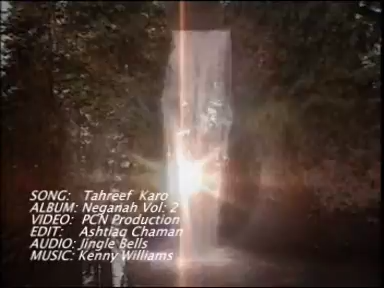 SONG: Tahreef Karo
ALBUM: Neganah Vol: 2
VIDEO: PCN Production
EDIT: Ashtiaq Chaman
AUDIO: Jingle Bells
MUSIC: Kenny Williams